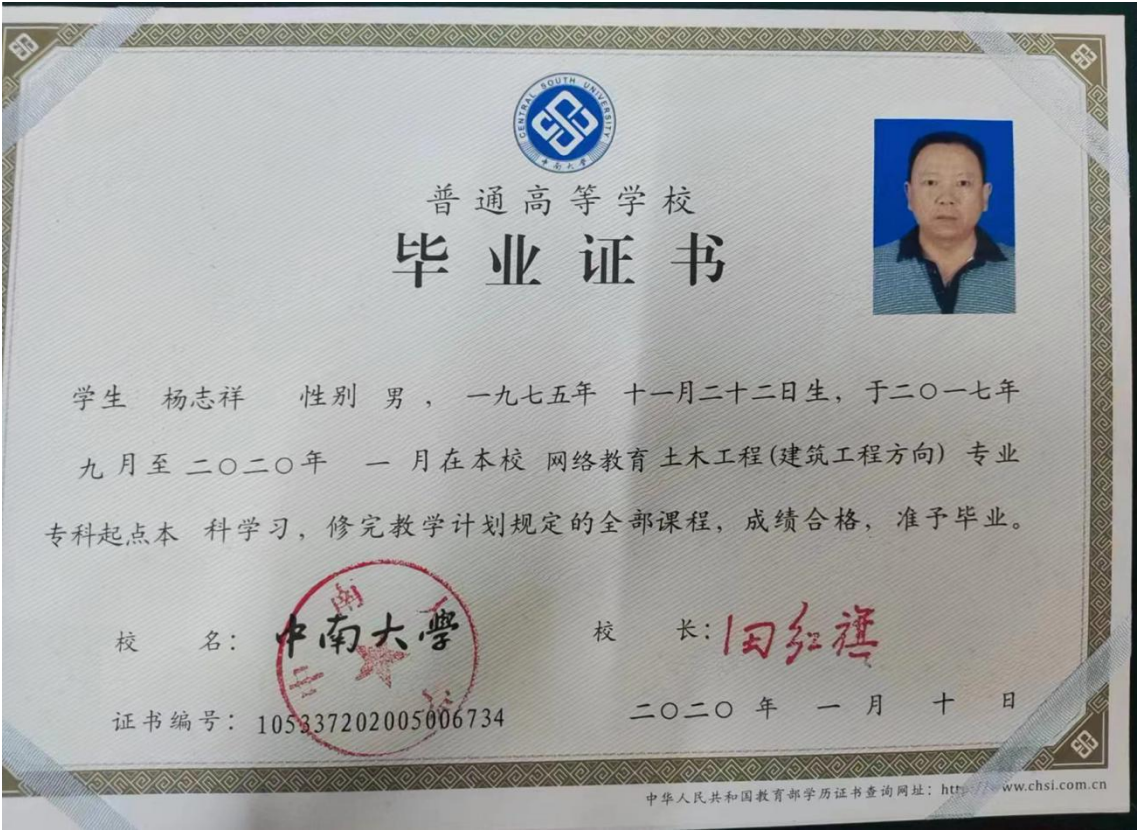 CENTRAL SOUTH UNIVERSITY
中南大学
普通高等学校
毕业证书
学生 杨志祥 性别 男 ，一九七五年 十一月二十二日生，于二〇一七年
九月至二〇二〇年 一 月在本校 网络教育 土木工程(建筑工程方向) 专业
专科起点本 科学习，修完教学计划规定的全部课程，成绩合格，准予毕业。
校 名： 中南大學
校 长： 田红旗
证书编号：105337202005006734
二〇二〇 年 一 月 十 日
中华人民共和国教育部学历证书查询网址：http://www.chsi.com.cn